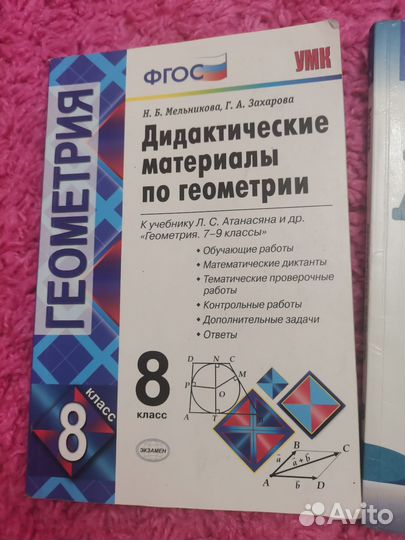 ФГОС
УМК
Н. Б. Мельникова, Г. А. Захарова
Дидактические
материалы
по геометрии
К учебнику Л. С. Атанасяна и др.
«Геометрия. 7–9 классы»
• Обучающие работы
• Математические диктанты
• Тематические проверочные
работы
• Контрольные работы
• Дополнительные задачи
• Ответы
8
класс
ГЕОМЕТРИЯ
8 класс
D N C
P M
O
A T
B
C
a a + b
A b D
ЭКЗАМЕН
Avito